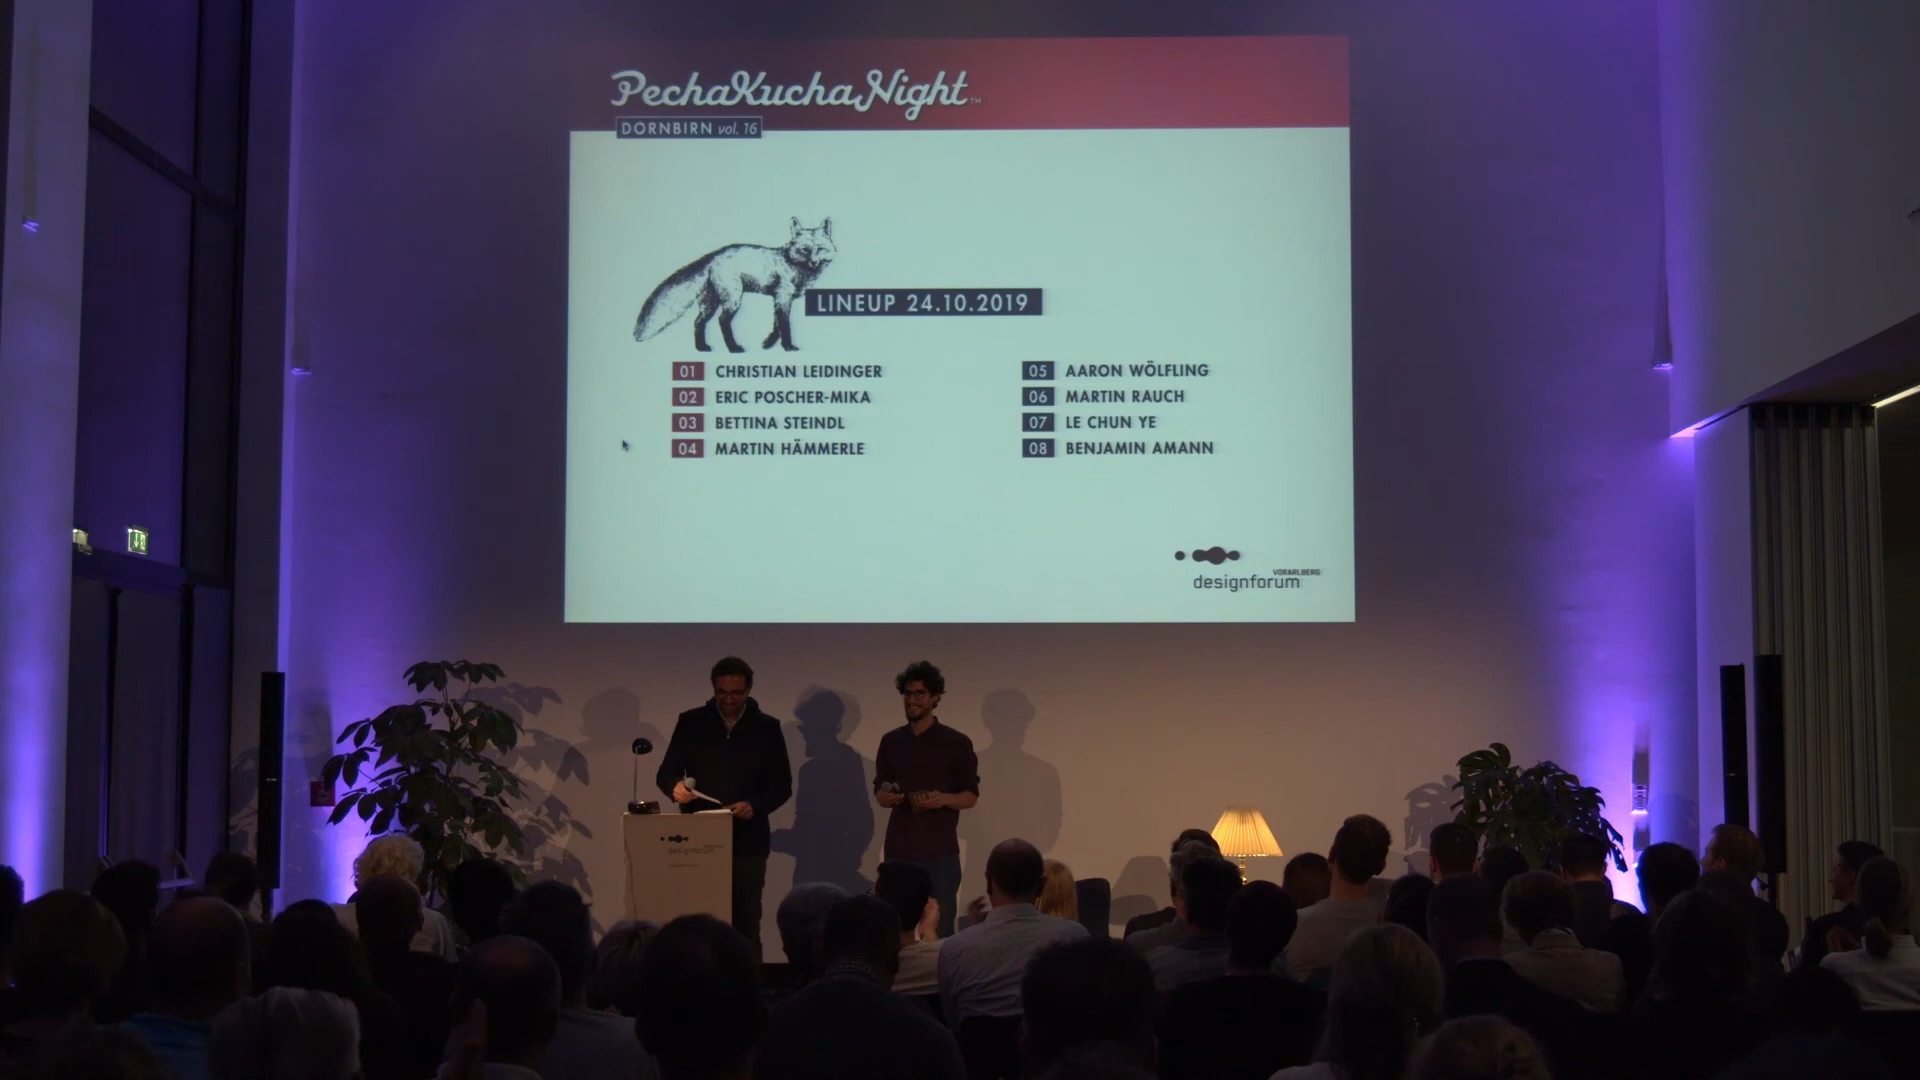 PechaKuchaNight™
DORNBIRN vol. 16
LINEUP 24.10.2019
01 CHRISTIAN LEIDINGER
02 ERIC POSCHER-MIKA
03 BETTINA STEINDL
04 MARTIN HÄMMERLE
05 AARON WÖLFLING
06 MARTIN RAUCH
07 LE CHUN YE
08 BENJAMIN AMANN
VORARLBERG
designforum
designforum